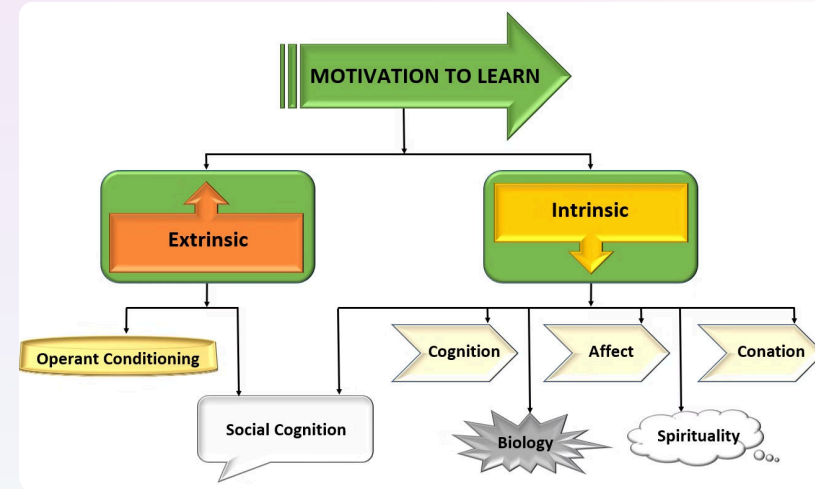 MOTIVATION TO LEARN
Extrinsic
Intrinsic
Operant Conditioning
Cognition
Affect
Conation
Social Cognition
Biology
Spirituality